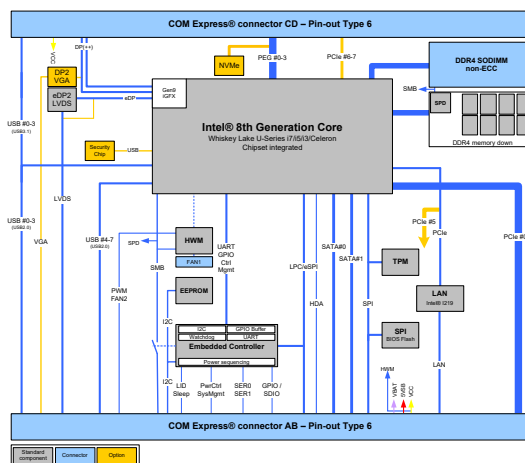 COM Express® connector CD – Pin-out Type 6
DP(++)
VCC
PEG #0-3
PCIe #6-7
NVMe
DDR4 SODIMM
non-ECC
DP2
VGA
eDP2
LVDS
eDP
Gen9
iGFX
SMB
SPD
DDR4 memory down
Intel® 8th Generation Core
Whiskey Lake U-Series i7/i5/i3/Celeron
Chipset integrated
USB #0-3
(USB3.1)
Security
Chip
USB
LVDS
USB #0-3
(USB2.0)
VGA
USB #4-7
(USB2.0)
SPD
SMB
HWM
FAN1
UART
GPIO
Ctrl
Mgmt
LPC/eSPI
HDA
SATA#0
SATA#1
SPI
TPM
PCIe #5
PCIe
LAN
Intel® I219
PWM
FAN2
EEPROM
I2C
I2C
GPIO Buffer
Watchdog
UART
Embedded Controller
Power sequencing
SPI
BIOS Flash
LAN
I2C
LID
Sleep
PwrCtrl
SysMgmt
SER0
SER1
GPIO /
SDIO
HWM
VBAT
5VSB
VCC
COM Express® connector AB – Pin-out Type 6
Standard
component
Connector
Option